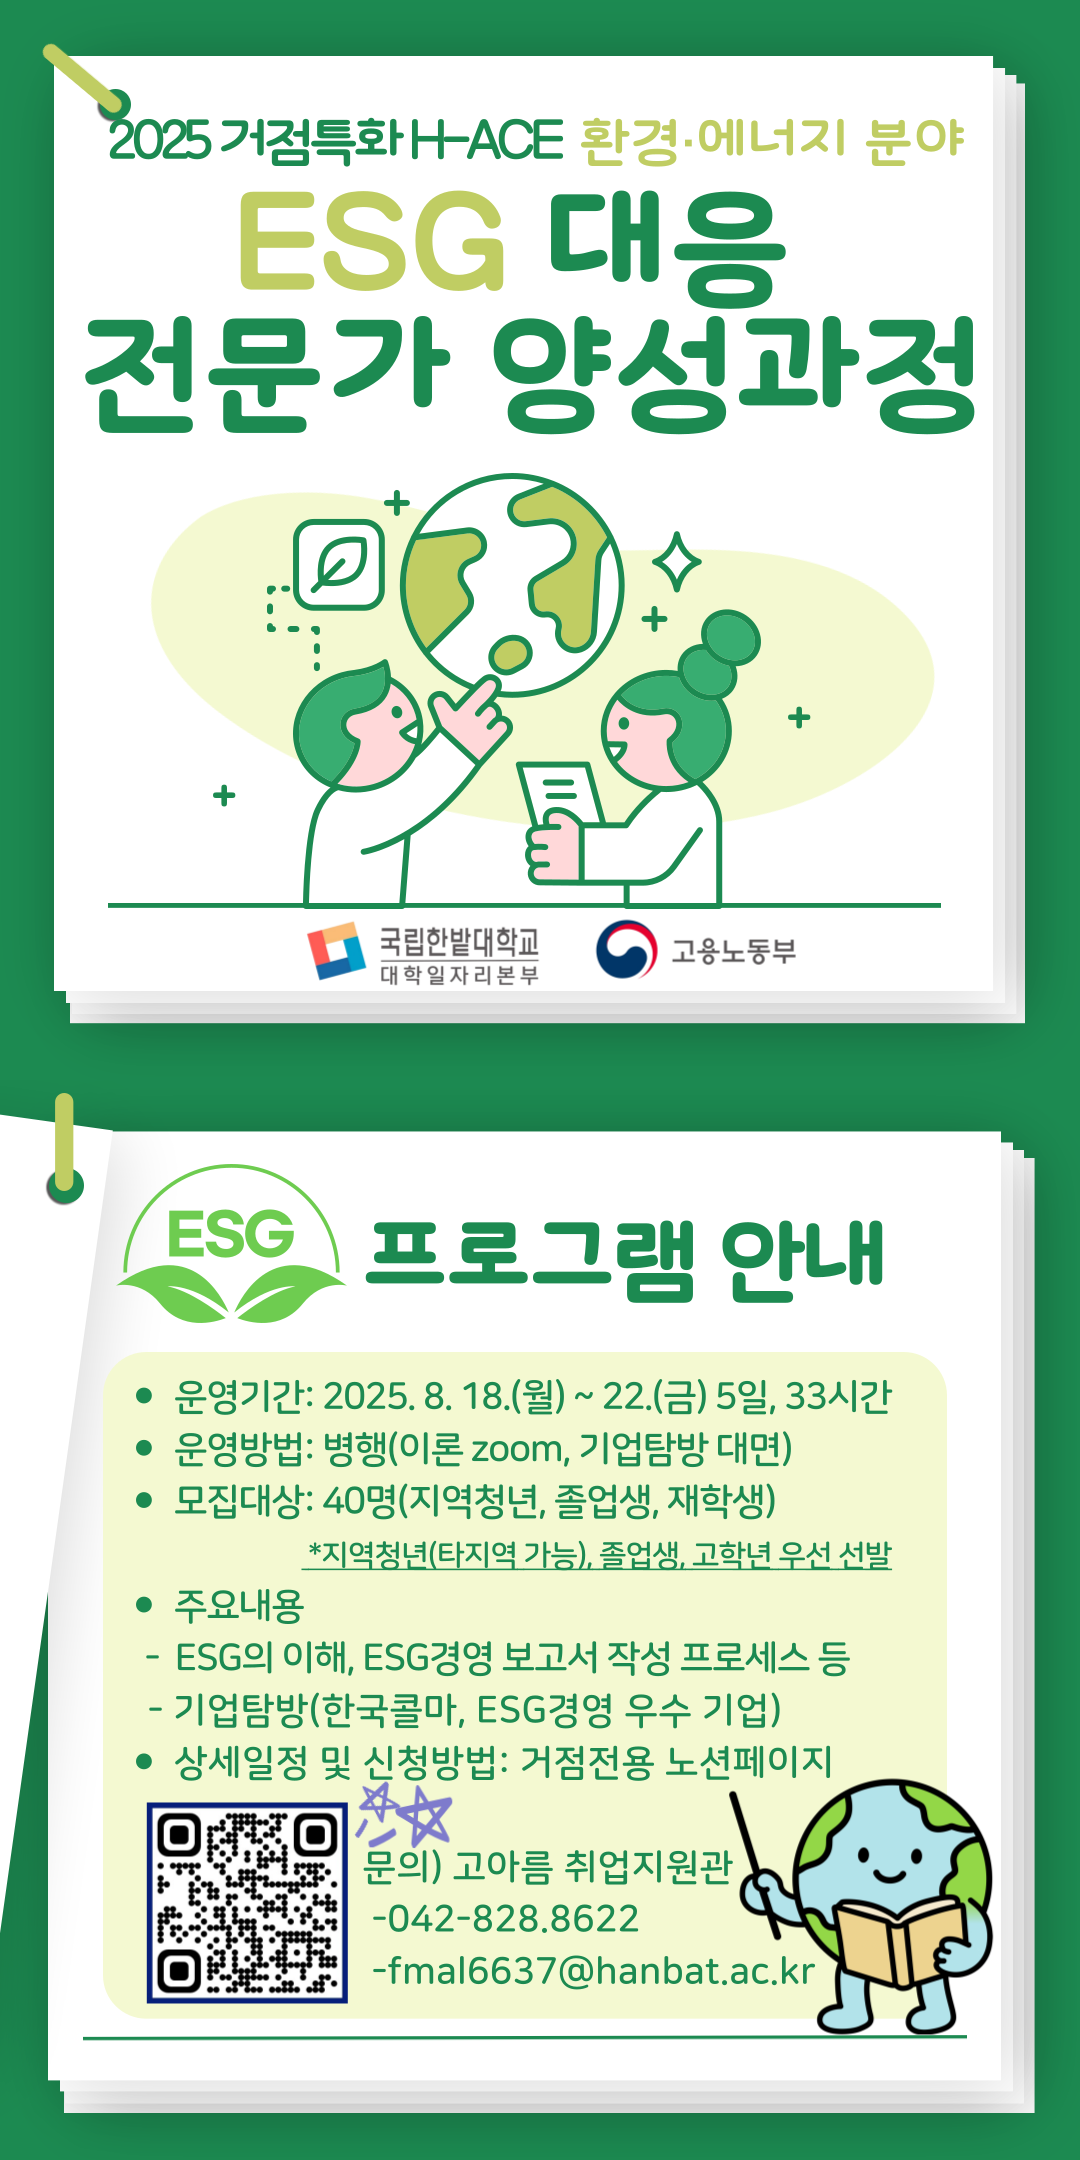 2025 거점특화 H-ACE 환경·에너지 분야
ESG 대응
전문가 양성과정
국립한밭대학교
대학일자리본부
고용노동부
ESG
프로그램 안내
• 운영기간: 2025. 8. 18.(월) ~ 22.(금) 5일, 33시간
• 운영방법: 병행(이론 zoom, 기업탐방 대면)
• 모집대상: 40명(지역청년, 졸업생, 재학생)
*지역청년(타지역 가능), 졸업생, 고학년 우선 선발
• 주요내용
- ESG의 이해, ESG경영 보고서 작성 프로세스 등
- 기업탐방(한국콜마, ESG경영 우수 기업)
• 상세일정 및 신청방법: 거점전용 노션페이지
문의) 고아름 취업지원관
-042-828.8622
-fmal6637@hanbat.ac.kr